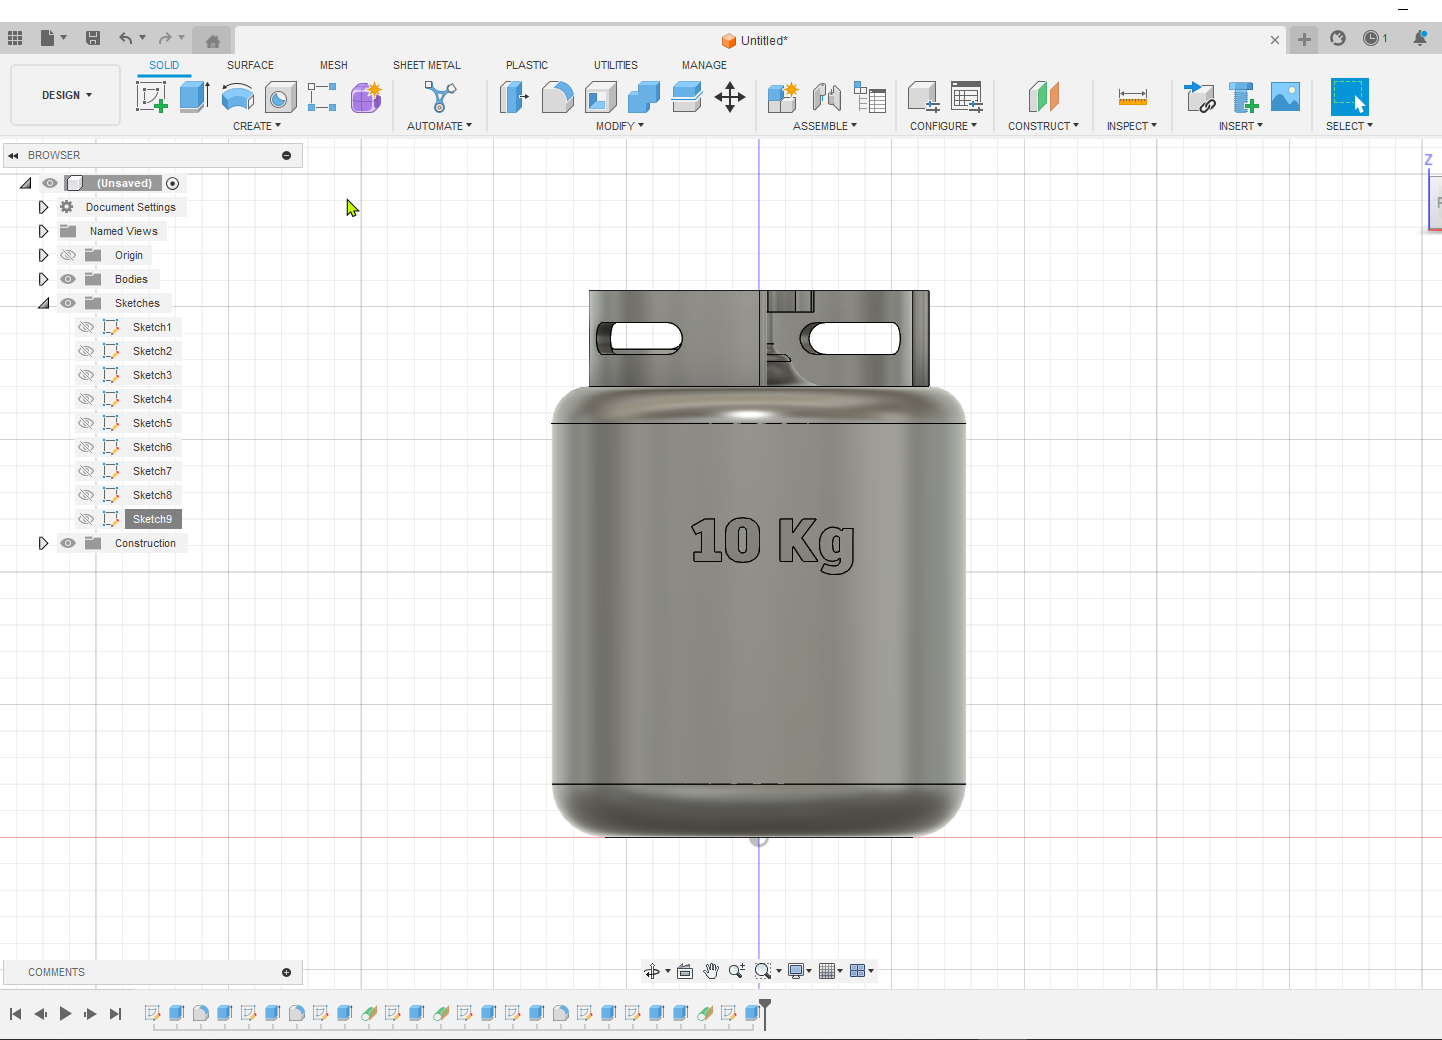 Untitled*
1
DESIGN
SOLID SURFACE MESH SHEET METAL PLASTIC UTILITIES MANAGE
CREATE AUTOMATE MODIFY ASSEMBLE CONFIGURE CONSTRUCT INSPECT INSERT SELECT
BROWSER
(Unsaved)
Document Settings
Named Views
Origin
Bodies
Sketches
Sketch1
Sketch2
Sketch3
Sketch4
Sketch5
Sketch6
Sketch7
Sketch8
Sketch9
Construction
Z
10 Kg
COMMENTS